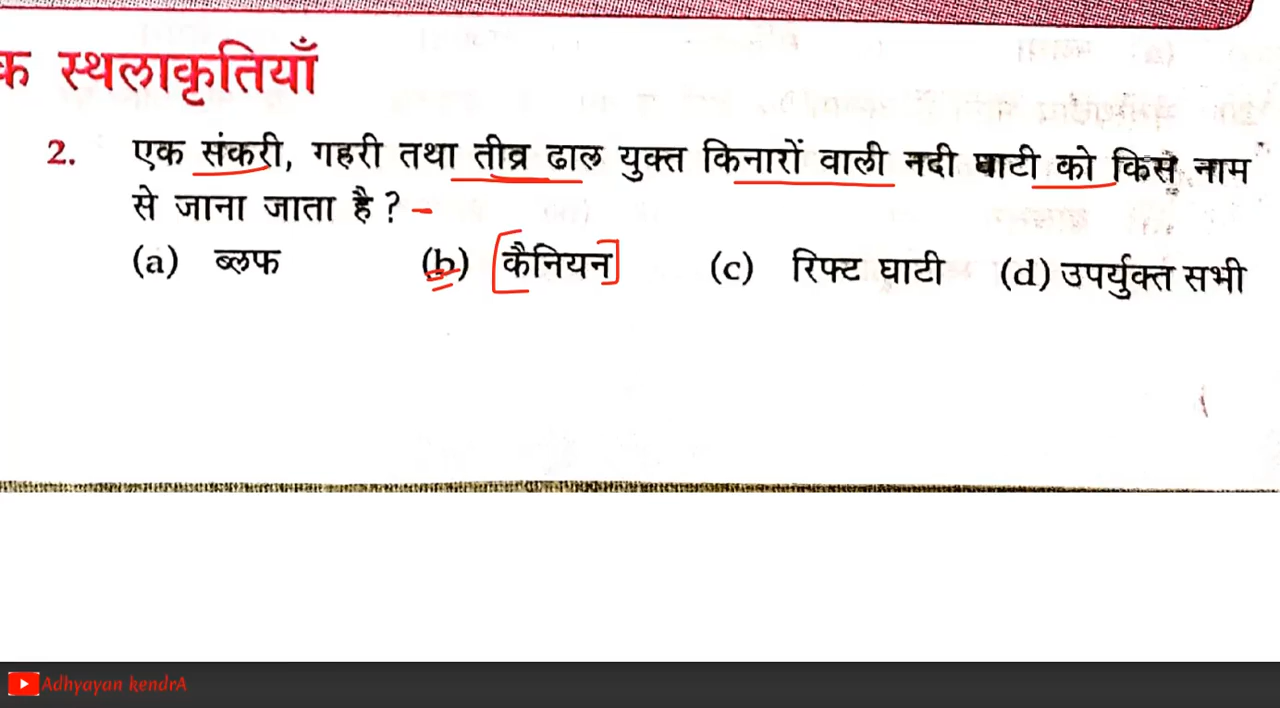 क स्थलाकृतियाँ
2. एक संकरी, गहरी तथा तीव्र ढाल युक्त किनारों वाली नदी घाटी को किस नाम
से जाना जाता है ? -
(a) ब्लफ (b) [कैनियन] (c) रिफ्ट घाटी (d) उपर्युक्त सभी
Adhyayan kendrA